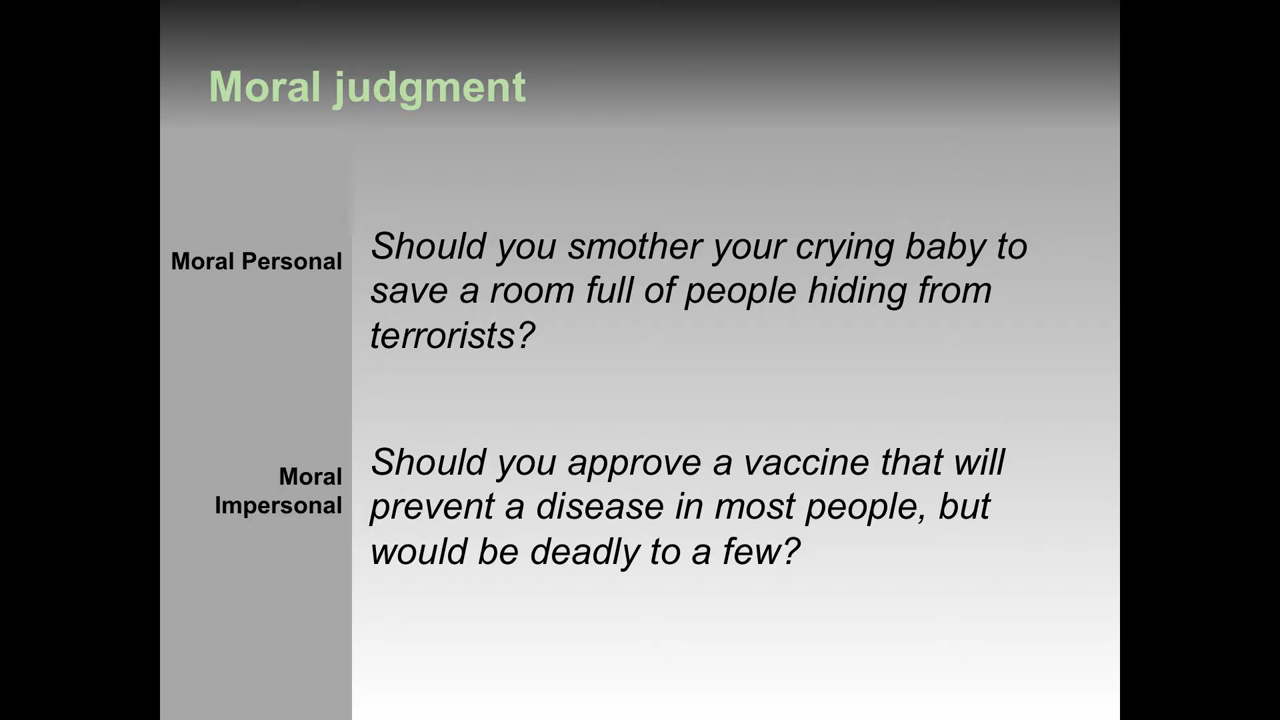 Moral judgment
Moral Personal
Should you smother your crying baby to
save a room full of people hiding from
terrorists?
Moral
Impersonal
Should you approve a vaccine that will
prevent a disease in most people, but
would be deadly to a few?